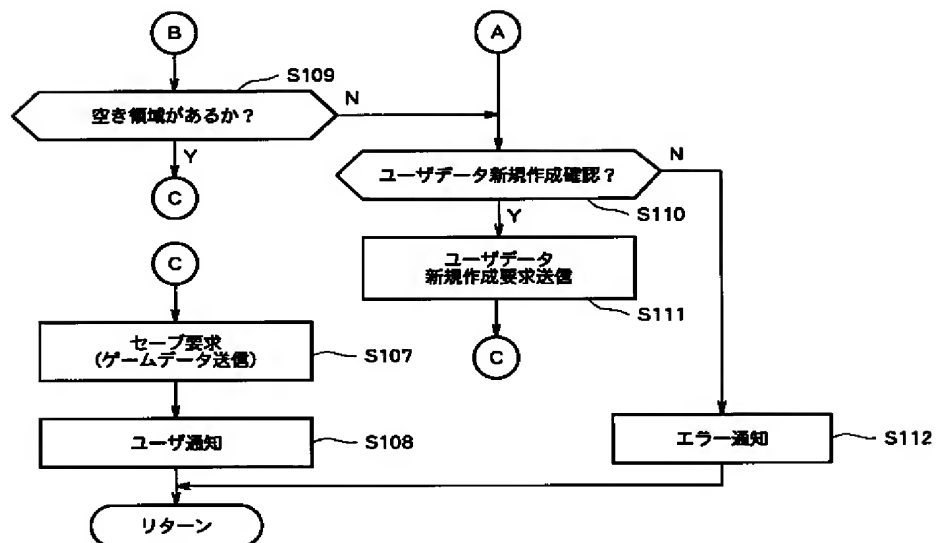 B
A
S109
空き領域があるか？
N
Y
C
ユーザデータ新規作成確認？
N
S110
Y
ユーザデータ
新規作成要求送信
S111
C
C
セーブ要求
(ゲームデータ送信)
S107
ユーザ通知
S108
エラー通知
S112
リターン